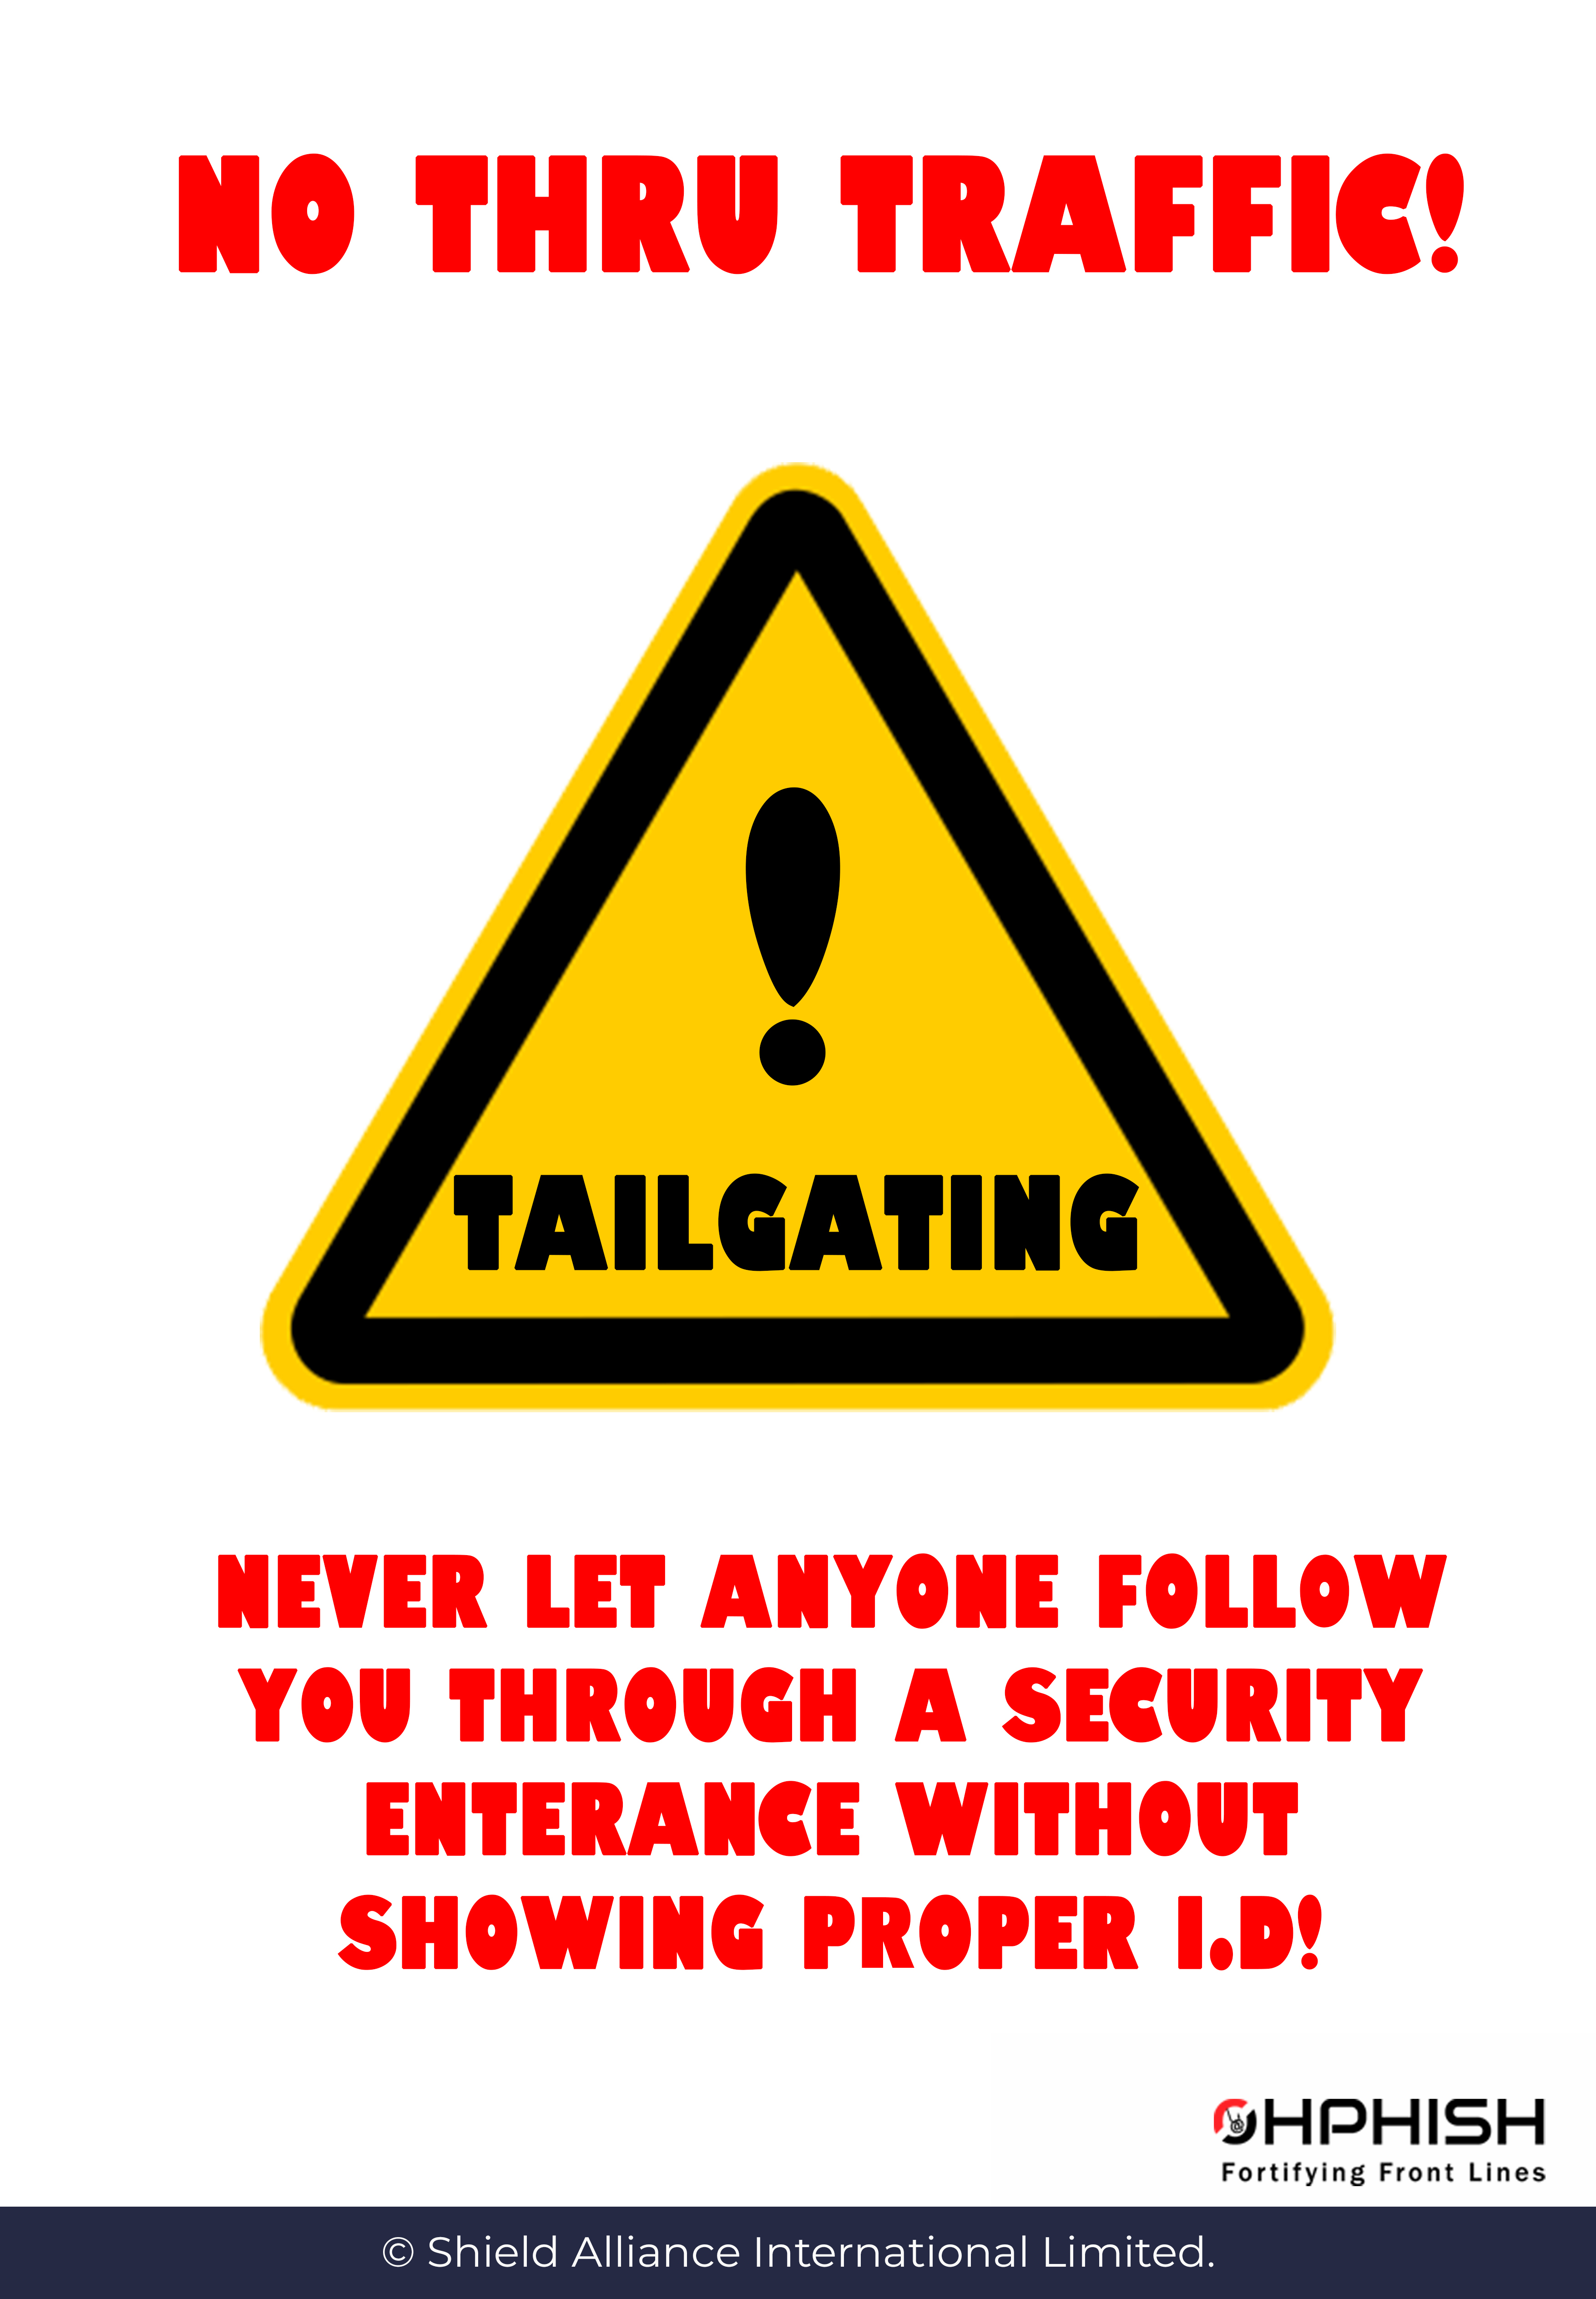 NO THRU TRAFFIC!
!
TAILGATING
NEVER LET ANYONE FOLLOW
YOU THROUGH A SECURITY
ENTERANCE WITHOUT
SHOWING PROPER I.D!
OHPHISH
Fortifying Front Lines
© Shield Alliance International Limited.